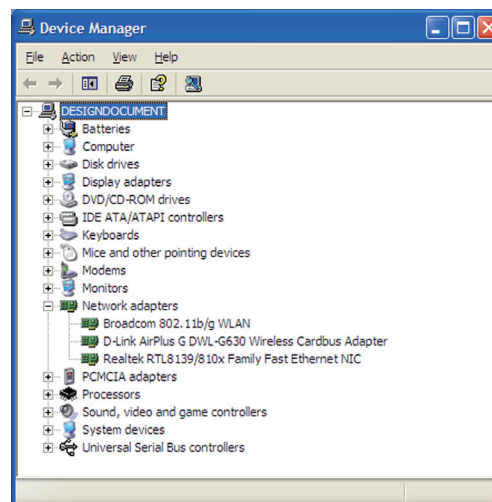 Device Manager
File Action View Help
DESIGNDOCUMENT
Batteries
Computer
Disk drives
Display adapters
DVD/CD-ROM drives
IDE ATA/ATAPI controllers
Keyboards
Mice and other pointing devices
Modems
Monitors
Network adapters
Broadcom 802.11b/g WLAN
D-Link AirPlus G DWL-G630 Wireless Cardbus Adapter
Realtek RTL8139/810x Family Fast Ethernet NIC
PCMCIA adapters
Processors
Sound, video and game controllers
System devices
Universal Serial Bus controllers